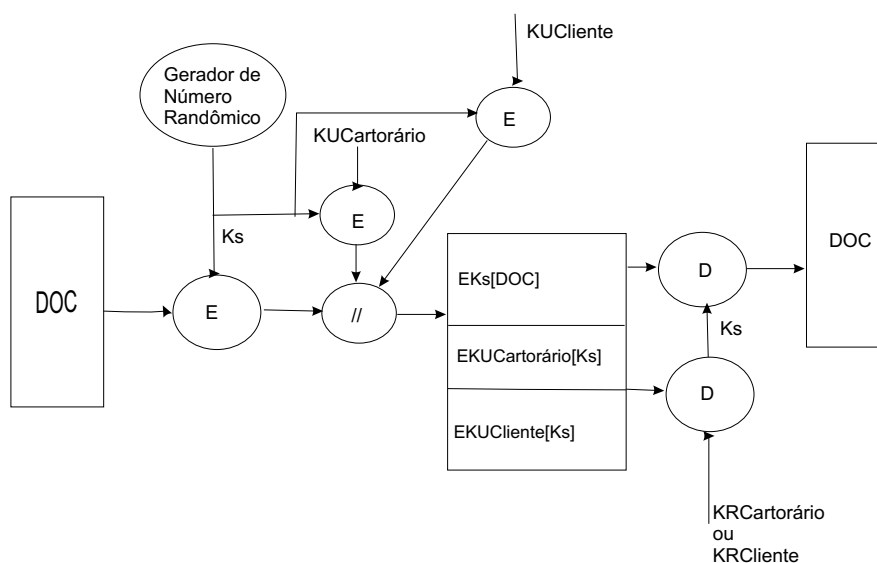 KUCliente
Gerador de
Número
Randômico
E
KUCartorário
E
Ks
DOC
E
//
EKs[DOC]
EKUCartorário[Ks]
EKUCliente[Ks]
D
Ks
D
DOC
KRCartorário
ou
KRCliente